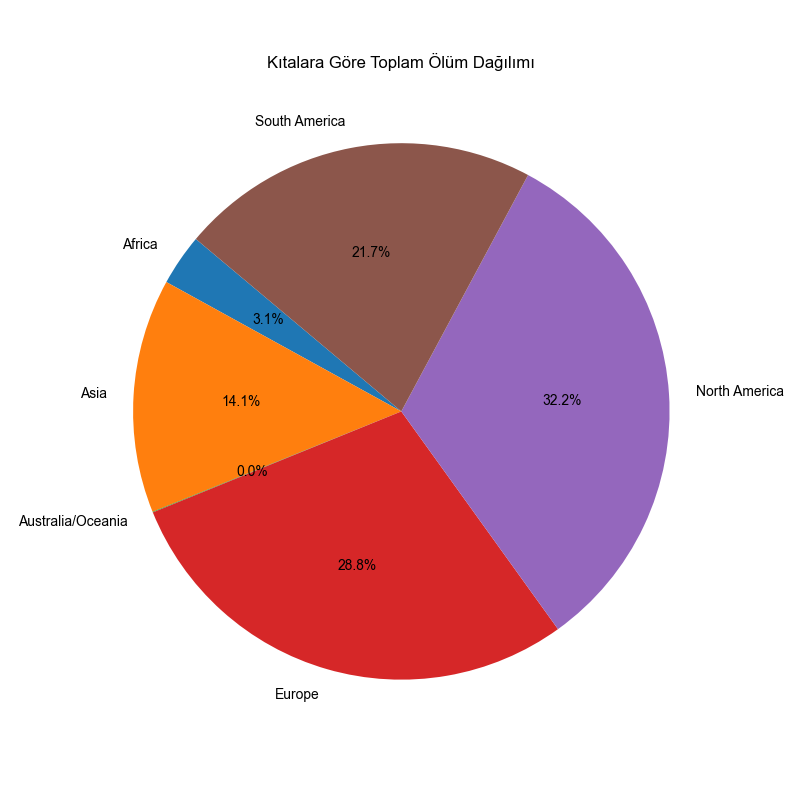 Kıtalara Göre Toplam Ölüm Dağılımı
South America
21.7%
Africa
3.1%
North America
32.2%
Asia
14.1%
0.0%
Australia/Oceania
28.8%
Europe